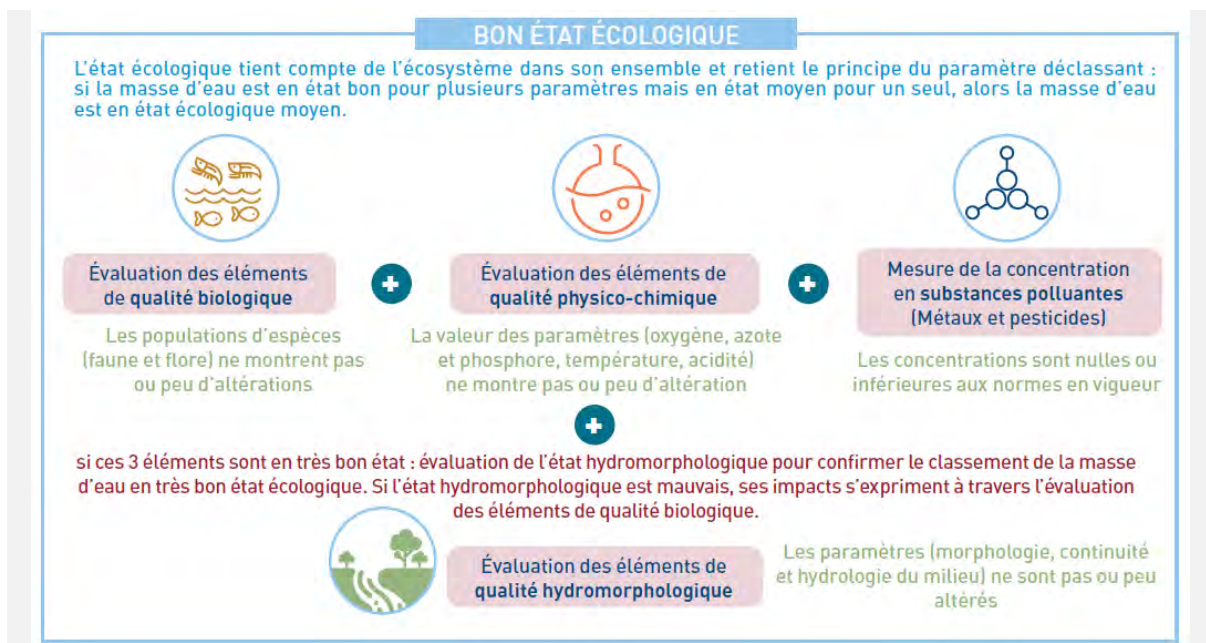 BON ÉTAT ÉCOLOGIQUE
L'état écologique tient compte de l'écosystème dans son ensemble et retient le principe du paramètre déclassant :
si la masse d'eau est en état bon pour plusieurs paramètres mais en état moyen pour un seul, alors la masse d'eau
est en état écologique moyen.
Évaluation des éléments
de qualité biologique
Les populations d'espèces
(faune et flore) ne montrent pas
ou peu d'altérations
+
Évaluation des éléments de
qualité physico-chimique
La valeur des paramètres (oxygène, azote
et phosphore, température, acidité)
ne montre pas ou peu d'altération
+
Mesure de la concentration
en substances polluantes
(Métaux et pesticides)
Les concentrations sont nulles ou
inférieures aux normes en vigueur
+
si ces 3 éléments sont en très bon état : évaluation de l'état hydromorphologique pour confirmer le classement de la masse
d'eau en très bon état écologique. Si l'état hydromorphologique est mauvais, ses impacts s'expriment à travers l'évaluation
des éléments de qualité biologique.
Évaluation des éléments de
qualité hydromorphologique
Les paramètres (morphologie, continuité
et hydrologie du milieu) ne sont pas ou peu
altérés